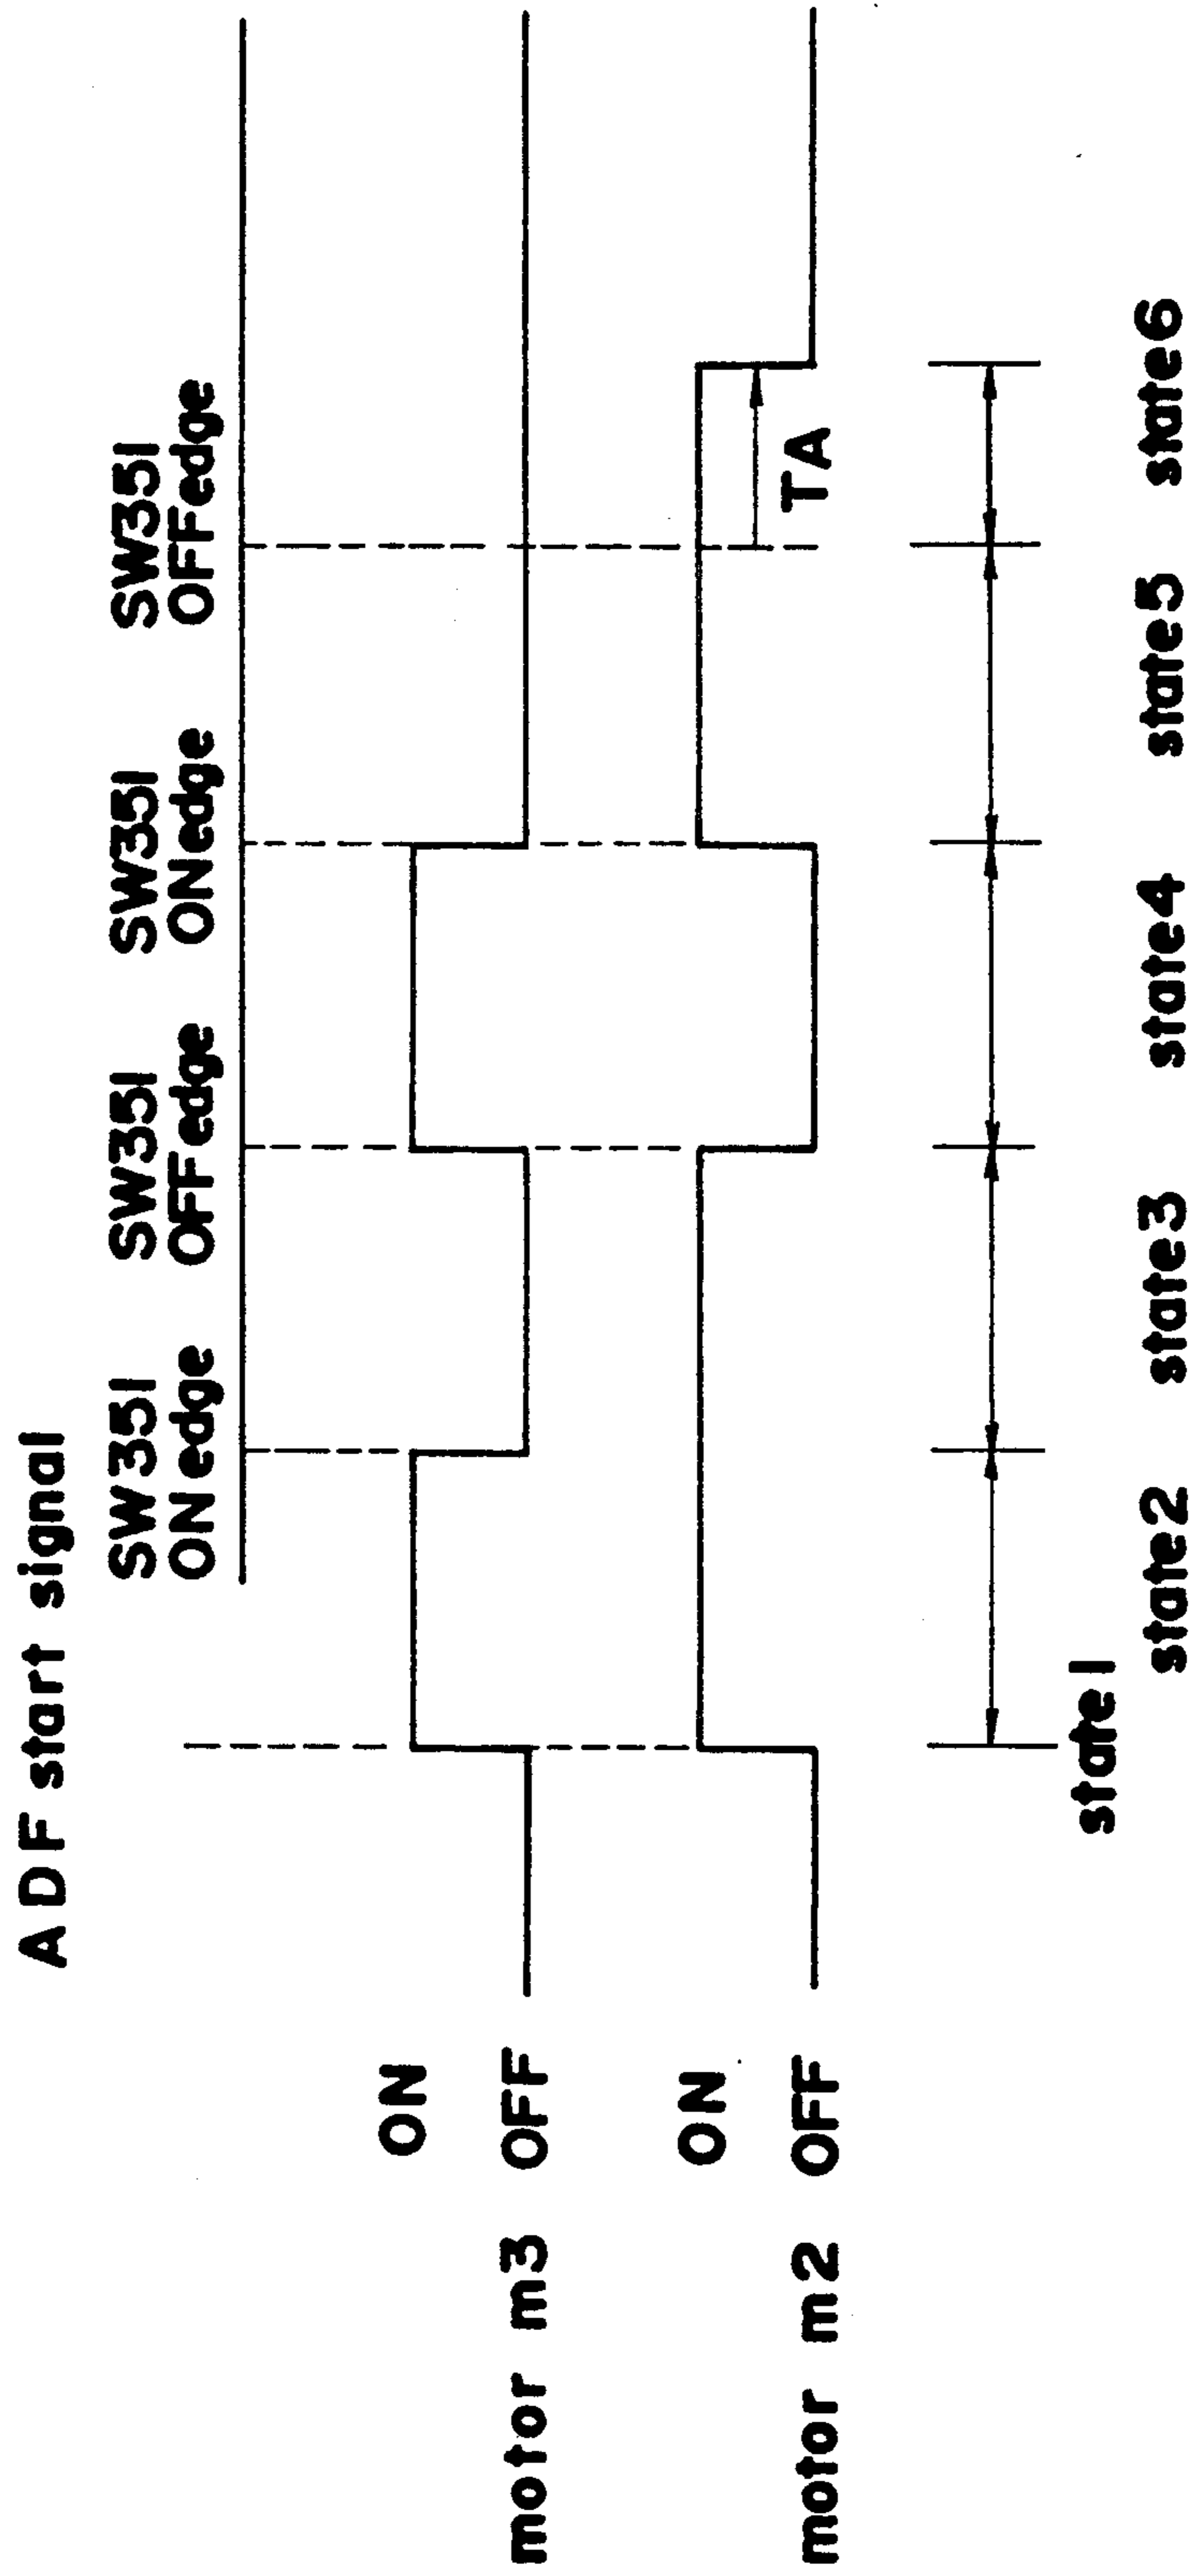 ADF start signal
SW351
ONedge
SW351
OFFedge
SW351
ONedge
SW351
OFFedge
ON
motor m3 OFF
ON
motor m2 OFF
TA
state1
state2
state3
state4
state5
state6